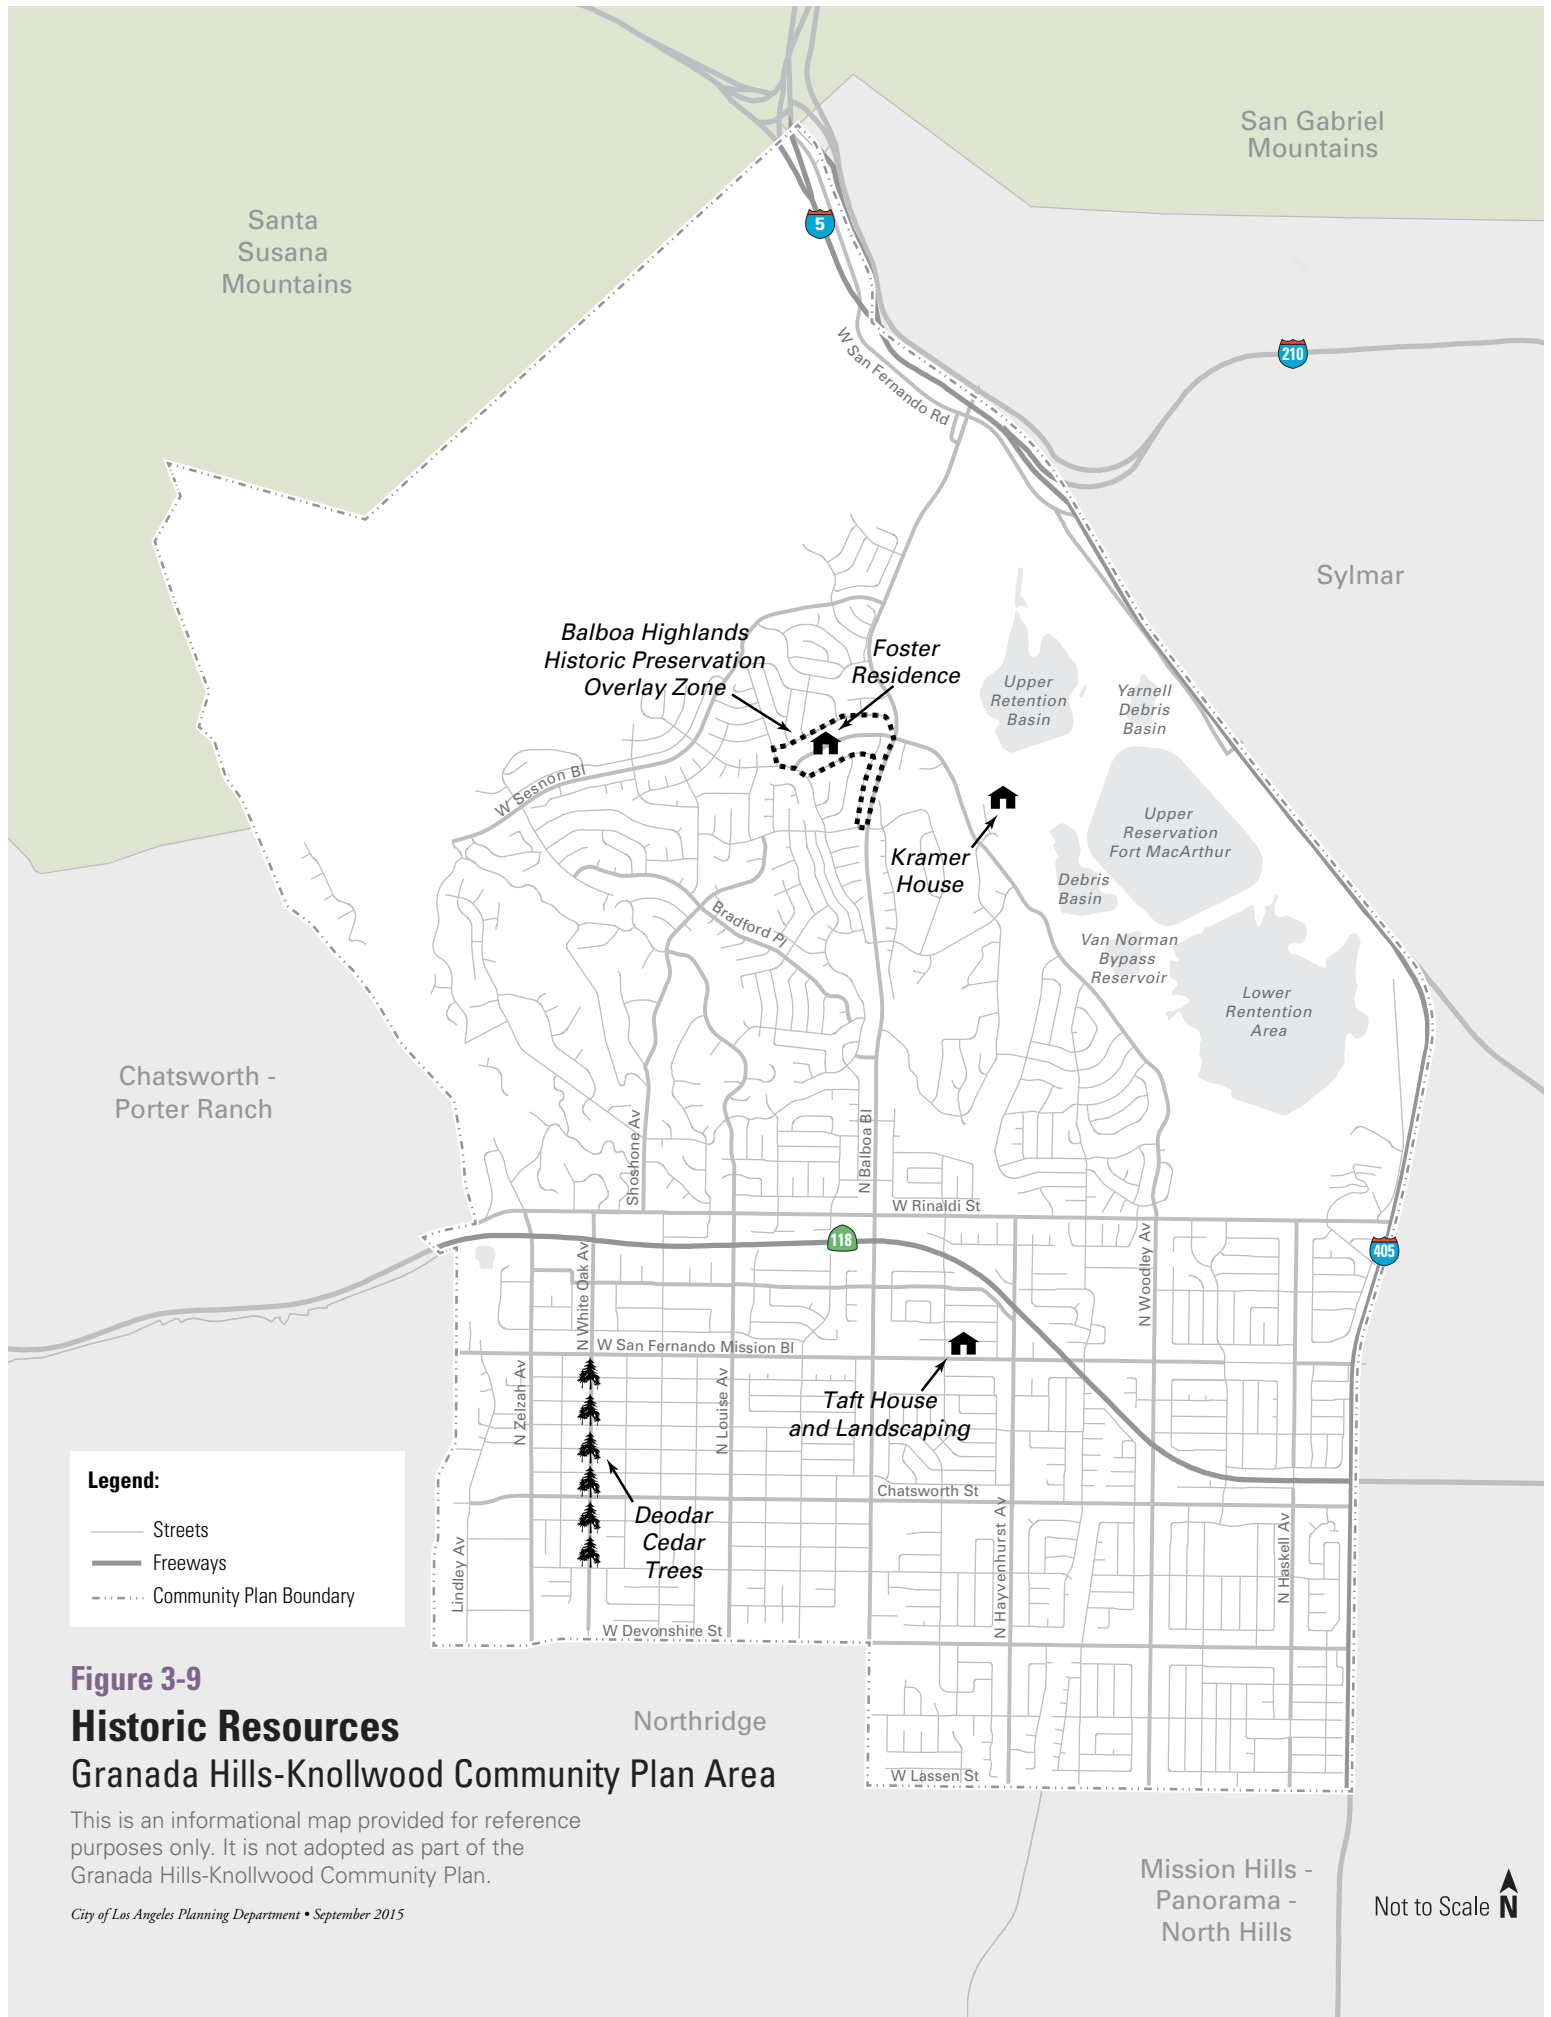 San Gabriel
Mountains
Santa
Susana
Mountains
5
210
W San Fernando Rd
Sylmar
Balboa Highlands
Historic Preservation
Overlay Zone
Foster
Residence
Upper
Retention
Basin
Yarnell
Debris
Basin
W Sesnon Bl
Upper
Reservation
Fort MacArthur
Kramer
House
Debris
Basin
Bradford Pl
Van Norman
Bypass
Reservoir
Lower
Rentention
Area
Chatsworth -
Porter Ranch
Shoshone Av
N Balboa Bl
W Rinaldi St
118
405
N White Oak Av
N Woodley Av
W San Fernando Mission Bl
N Zelzah Av
N Louise Av
Taft House
and Landscaping
Chatsworth St
Deodar
Cedar
Trees
N Hayvenhurst Av
N Haskell Av
Lindley Av
W Devonshire St
Legend:
Streets
Freeways
Community Plan Boundary
Figure 3-9
Historic Resources
Granada Hills-Knollwood Community Plan Area
This is an informational map provided for reference
purposes only. It is not adopted as part of the
Granada Hills-Knollwood Community Plan.
City of Los Angeles Planning Department • September 2015
Northridge
W Lassen St
Mission Hills -
Panorama -
North Hills
Not to Scale N